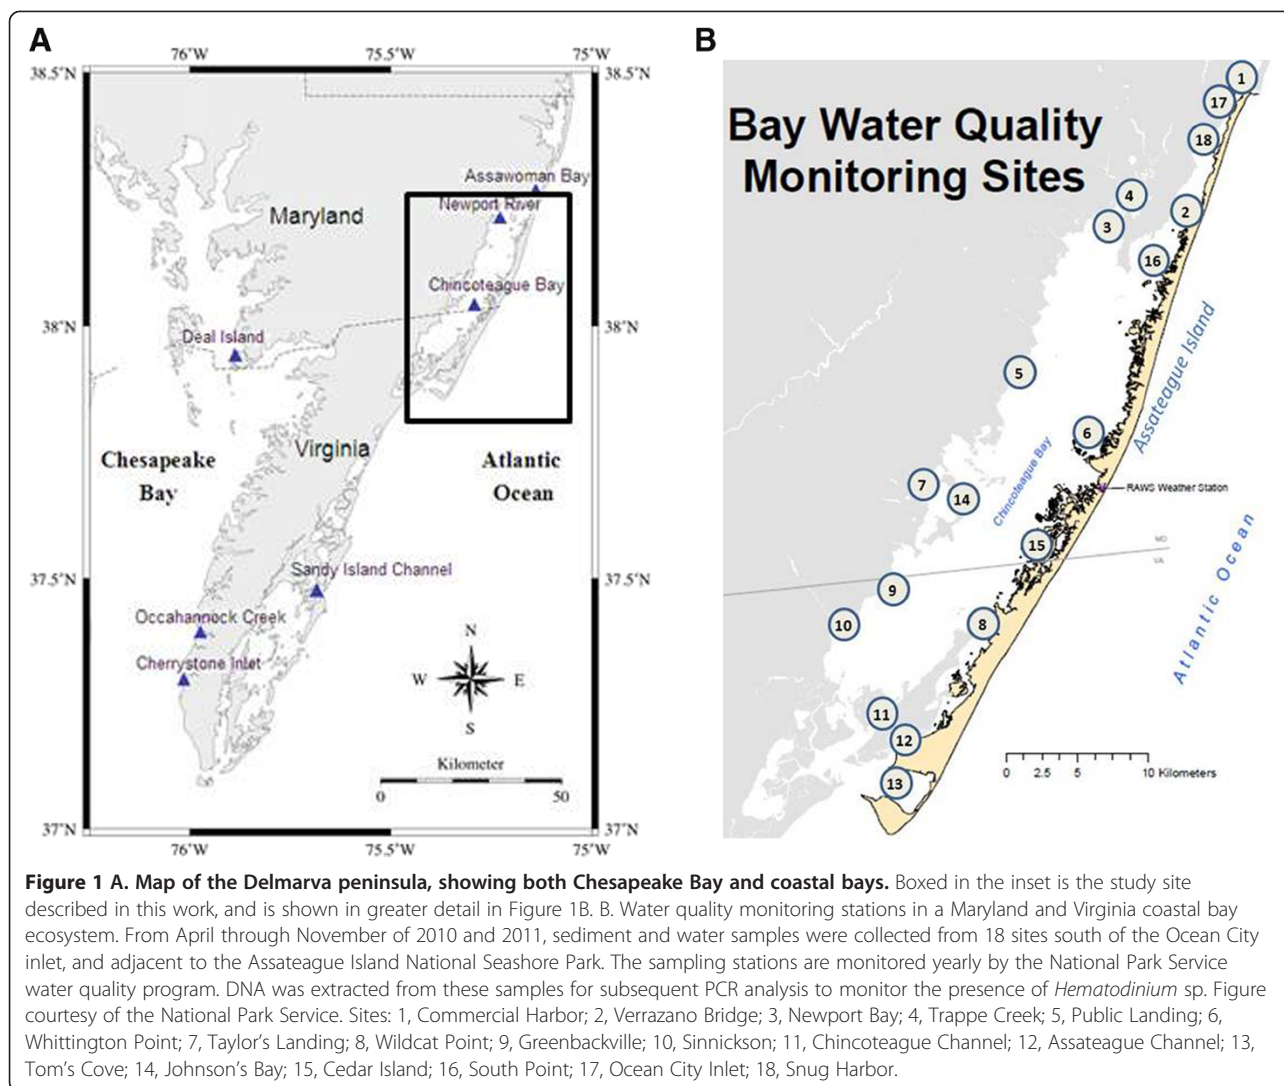 A
76°W
75.5°W
75°W
38.5°N
38.5°N
Assawoman Bay
Newport River
Maryland
Chincoteague Bay
38°N
38°N
Deal Island
Virginia
Chesapeake
Bay
Atlantic
Ocean
37.5°N
37.5°N
Sandy Island Channel
Occahannock Creek
Cherrystone Inlet
N
W
E
S
Kilometer
0
50
37°N
37°N
76°W
75.5°W
75°W
B
Bay Water Quality
Monitoring Sites
1
17
18
4
2
3
16
Assateague Island
5
6
Chincoteague Bay
7
14
RAWS Weather Station
15
MD
VA
9
10
8
Atlantic Ocean
11
12
13
0 2.5 5 10 Kilometers
Figure 1 A. Map of the Delmarva peninsula, showing both Chesapeake Bay and coastal bays. Boxed in the inset is the study site
described in this work, and is shown in greater detail in Figure 1B. B. Water quality monitoring stations in a Maryland and Virginia coastal bay
ecosystem. From April through November of 2010 and 2011, sediment and water samples were collected from 18 sites south of the Ocean City
inlet, and adjacent to the Assateague Island National Seashore Park. The sampling stations are monitored yearly by the National Park Service
water quality program. DNA was extracted from these samples for subsequent PCR analysis to monitor the presence of Hematodinium sp. Figure
courtesy of the National Park Service. Sites: 1, Commercial Harbor; 2, Verrazano Bridge; 3, Newport Bay; 4, Trappe Creek; 5, Public Landing; 6,
Whittington Point; 7, Taylor's Landing; 8, Wildcat Point; 9, Greenbackville; 10, Sinnickson; 11, Chincoteague Channel; 12, Assateague Channel; 13,
Tom's Cove; 14, Johnson's Bay; 15, Cedar Island; 16, South Point; 17, Ocean City Inlet; 18, Snug Harbor.